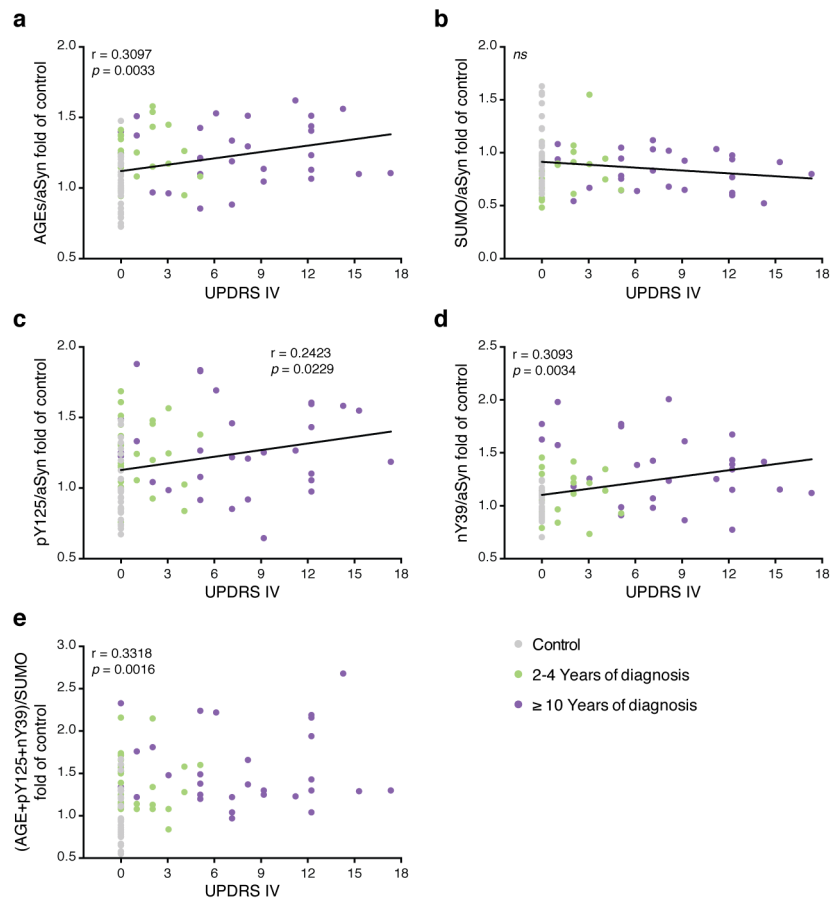 a
r = 0.3097
p = 0.0033
AGEs/aSyn fold of control
2.0
1.5
1.0
0.5
0 3 6 9 12 15 18
UPDRS IV
b
ns
SUMO/aSyn fold of control
2.0
1.5
1.0
0.5
0.0
0 3 6 9 12 15 18
UPDRS IV
c
r = 0.2423
p = 0.0229
pY125/aSyn fold of control
2.0
1.5
1.0
0.5
0 3 6 9 12 15 18
UPDRS IV
d
r = 0.3093
p = 0.0034
nY39/aSyn fold of control
2.5
2.0
1.5
1.0
0.5
0 3 6 9 12 15 18
UPDRS IV
e
r = 0.3318
p = 0.0016
(AGE+pY125+nY39)/SUMO
fold of control
3.0
2.5
2.0
1.5
1.0
0.5
0 3 6 9 12 15 18
UPDRS IV
Control
2-4 Years of diagnosis
≥ 10 Years of diagnosis